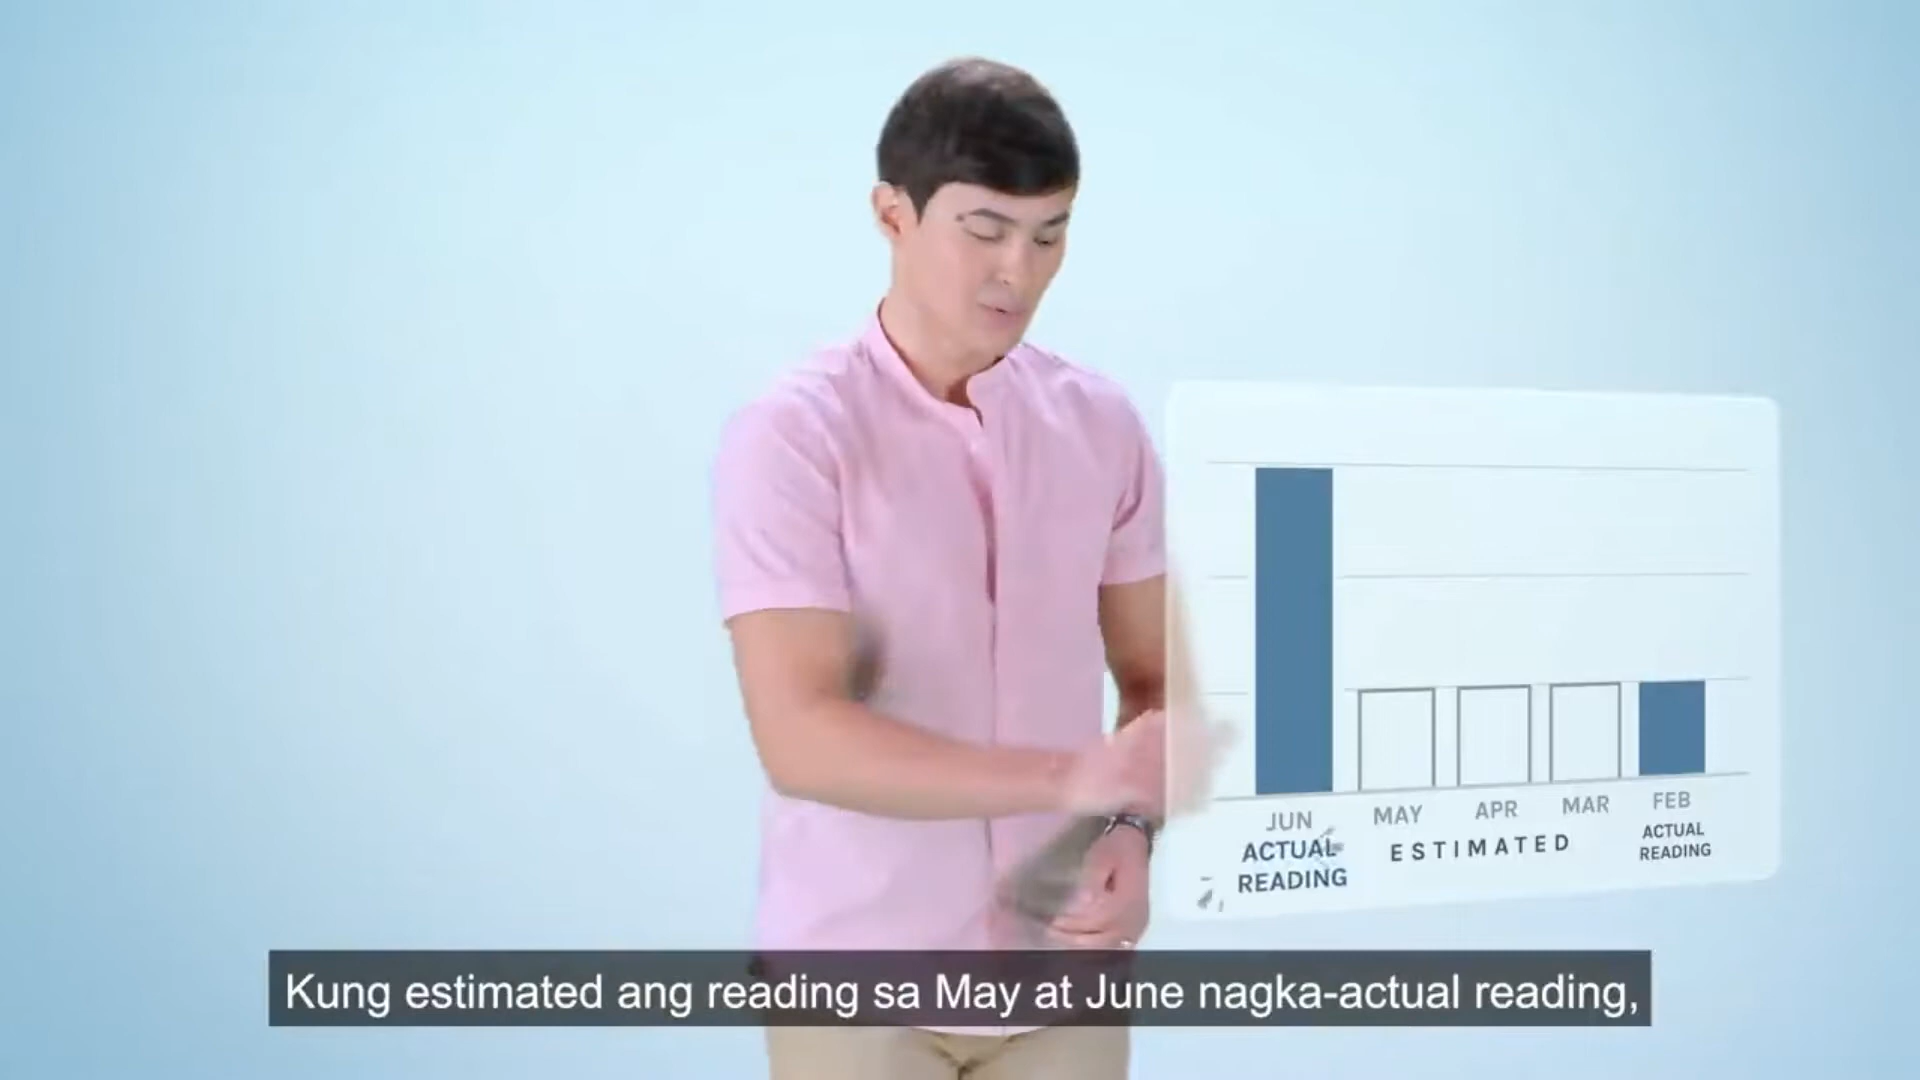 JUN MAY APR MAR FEB
ACTUAL READING
ESTIMATED
ACTUAL READING
Kung estimated ang reading sa May at June nagka-actual reading,